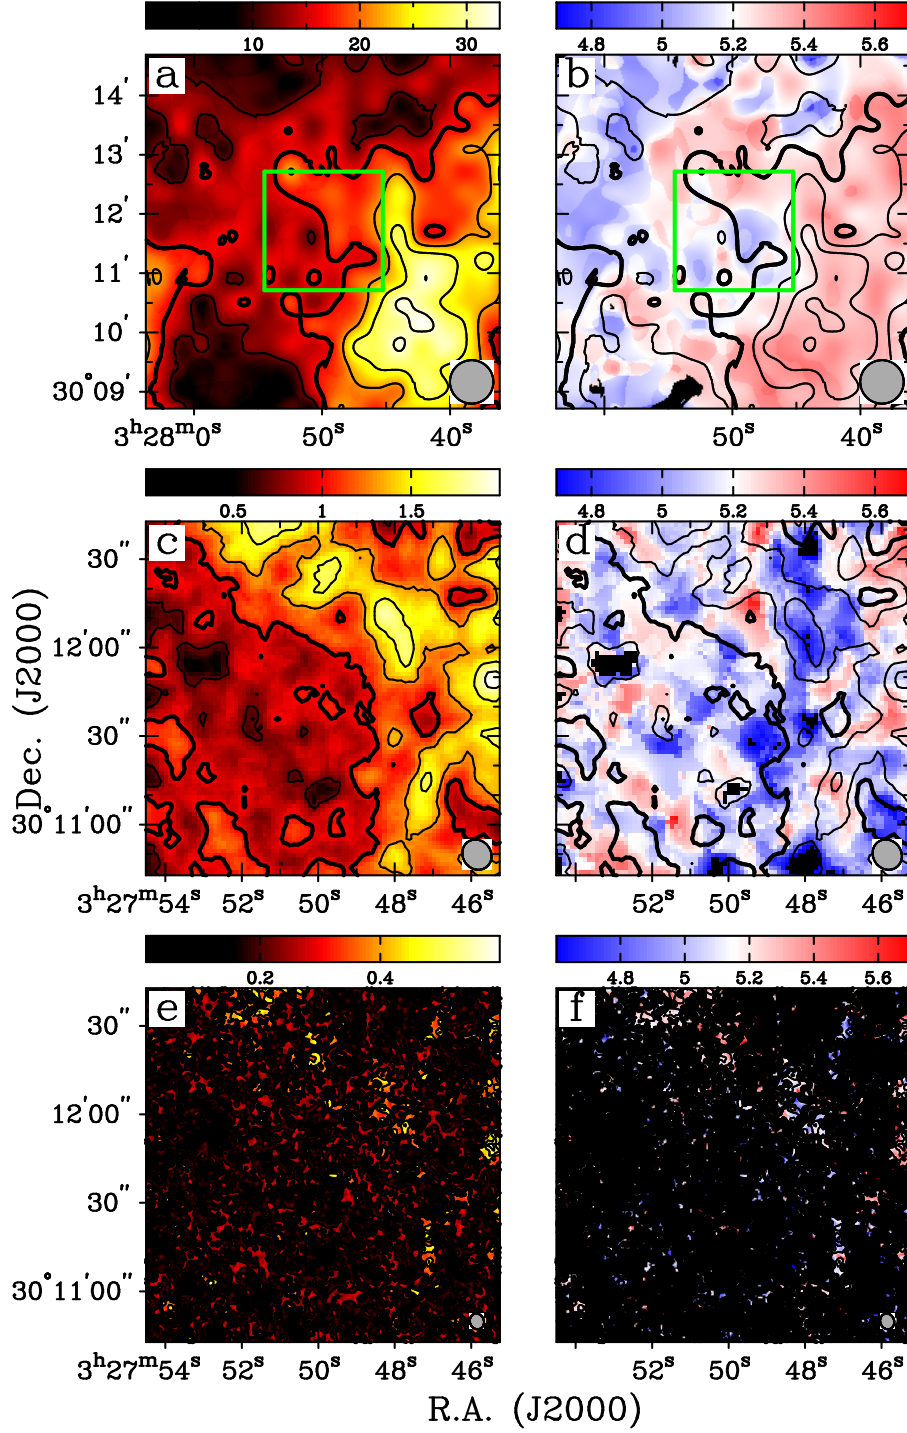 10 20 30 4.8 5 5.2 5.4 5.6
a b
14′
13′
12′
11′
10′
30°09′
3ʰ28ᵐ0ˢ 50ˢ 40ˢ 50ˢ 40ˢ
0.5 1 1.5 4.8 5 5.2 5.4 5.6
c d
30″
12′00″
30″
30°11′00″
3ʰ27ᵐ54ˢ 52ˢ 50ˢ 48ˢ 46ˢ 52ˢ 50ˢ 48ˢ 46ˢ
Dec. (J2000)
0.2 0.4 4.8 5 5.2 5.4 5.6
e f
30″
12′00″
30″
30°11′00″
3ʰ27ᵐ54ˢ 52ˢ 50ˢ 48ˢ 46ˢ 52ˢ 50ˢ 48ˢ 46ˢ
R.A. (J2000)